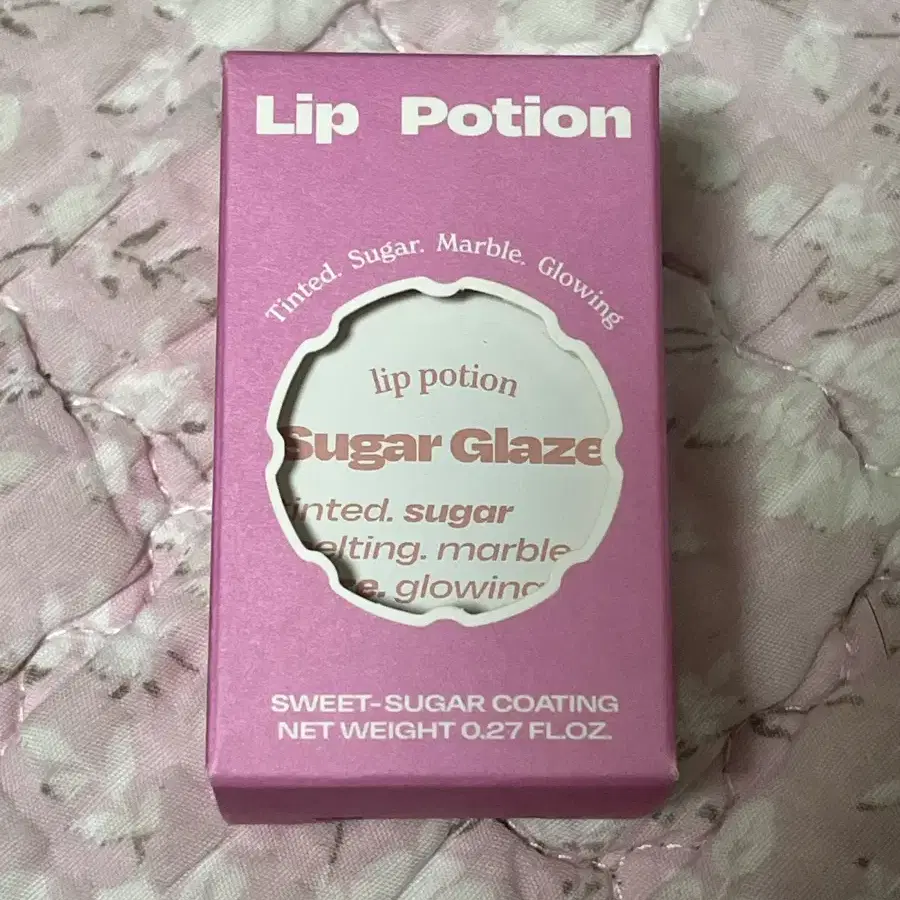 Lip Potion
Tinted. Sugar. Marble. Glowing
lip potion
Sugar Glaze
inted. sugar
elting. marble
e. glowing
SWEET-SUGAR COATING
NET WEIGHT 0.27 FL.OZ.